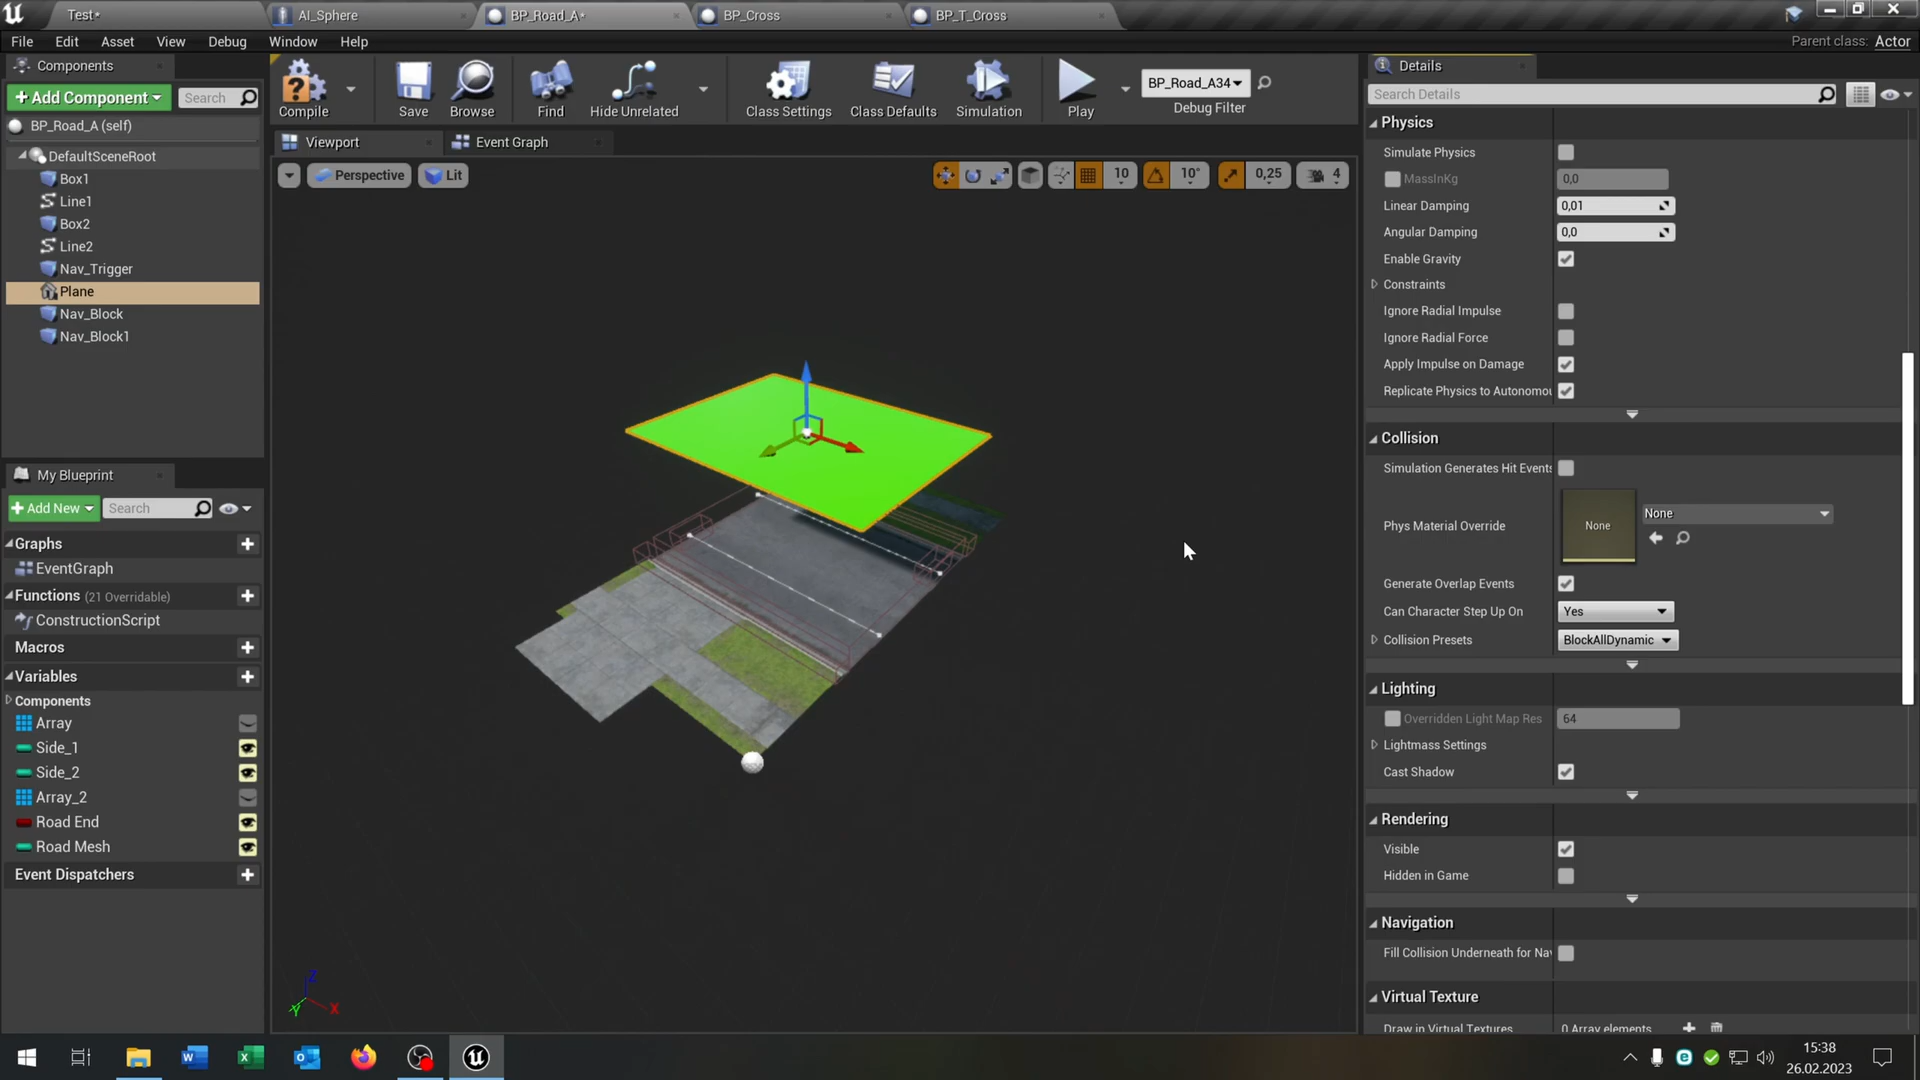 Test*
AI_Sphere
BP_Road_A*
BP_Cross
BP_T_Cross
File Edit Asset View Debug Window Help
Parent class: Actor
Components
+ Add Component
Search
BP_Road_A (self)
DefaultSceneRoot
Box1
Line1
Box2
Line2
Nav_Trigger
Plane
Nav_Block
Nav_Block1
My Blueprint
+ Add New
Search
Graphs
EventGraph
Functions (21 Overridable)
ConstructionScript
Macros
Variables
Components
Array
Side_1
Side_2
Array_2
Road End
Road Mesh
Event Dispatchers
Compile
Save
Browse
Find
Hide Unrelated
Class Settings
Class Defaults
Simulation
Play
BP_Road_A34
Debug Filter
Viewport
Event Graph
Perspective
Lit
10
10°
0,25
4
Z
Y
X
Details
Search Details
Physics
Simulate Physics
MassInKg 0,0
Linear Damping 0,01
Angular Damping 0,0
Enable Gravity
Constraints
Ignore Radial Impulse
Ignore Radial Force
Apply Impulse on Damage
Replicate Physics to Autonomou
Collision
Simulation Generates Hit Events
Phys Material Override
None
None
Generate Overlap Events
Can Character Step Up On Yes
Collision Presets BlockAllDynamic
Lighting
Overridden Light Map Res 64
Lightmass Settings
Cast Shadow
Rendering
Visible
Hidden in Game
Navigation
Fill Collision Underneath for Nav
Virtual Texture
Draw in Virtual Textures 0 Array elements
15:38
26.02.2023